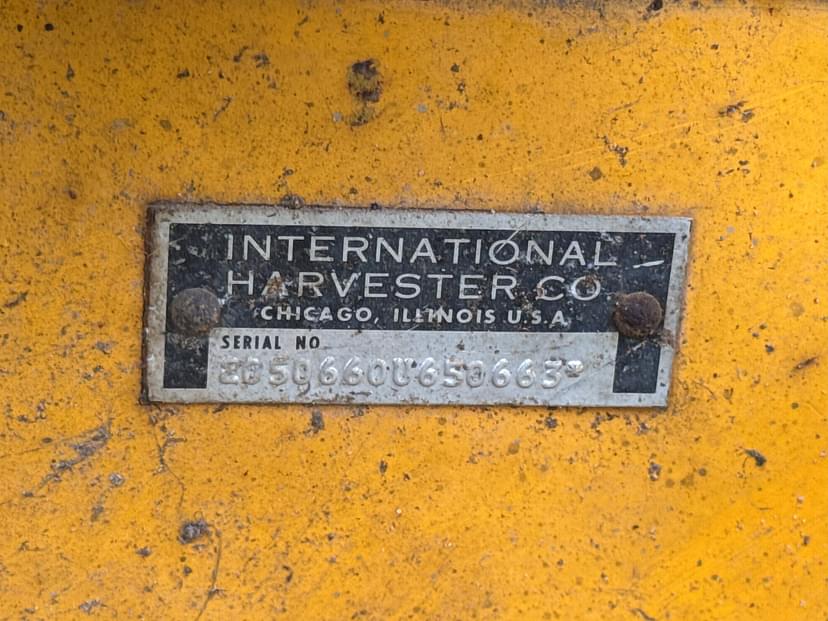 INTERNATIONAL
HARVESTER CO.
CHICAGO, ILLINOIS U.S.A.
SERIAL NO